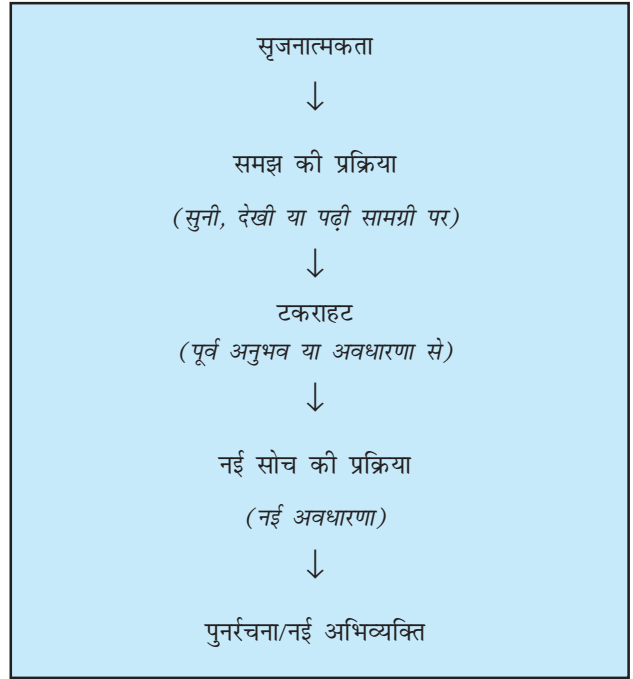 सृजनात्मकता
↓
समझ की प्रक्रिया
(सुनी, देखी या पढ़ी सामग्री पर)
↓
टकराहट
(पूर्व अनुभव या अवधारणा से)
↓
नई सोच की प्रक्रिया
(नई अवधारणा)
↓
पुनर्रचना/नई अभिव्यक्ति